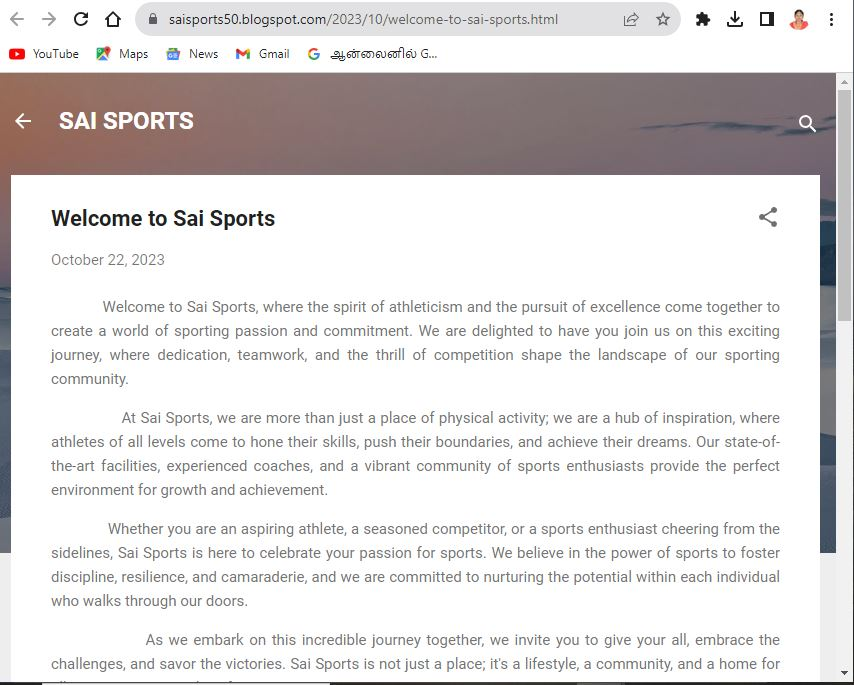 saisports50.blogspot.com/2023/10/welcome-to-sai-sports.html
YouTube Maps News Gmail ஆன்லைனில் G...
SAI SPORTS
Welcome to Sai Sports
October 22, 2023
Welcome to Sai Sports, where the spirit of athleticism and the pursuit of excellence come together to
create a world of sporting passion and commitment. We are delighted to have you join us on this exciting
journey, where dedication, teamwork, and the thrill of competition shape the landscape of our sporting
community.
At Sai Sports, we are more than just a place of physical activity; we are a hub of inspiration, where
athletes of all levels come to hone their skills, push their boundaries, and achieve their dreams. Our state-of-
the-art facilities, experienced coaches, and a vibrant community of sports enthusiasts provide the perfect
environment for growth and achievement.
Whether you are an aspiring athlete, a seasoned competitor, or a sports enthusiast cheering from the
sidelines, Sai Sports is here to celebrate your passion for sports. We believe in the power of sports to foster
discipline, resilience, and camaraderie, and we are committed to nurturing the potential within each individual
who walks through our doors.
As we embark on this incredible journey together, we invite you to give your all, embrace the
challenges, and savor the victories. Sai Sports is not just a place; it's a lifestyle, a community, and a home for